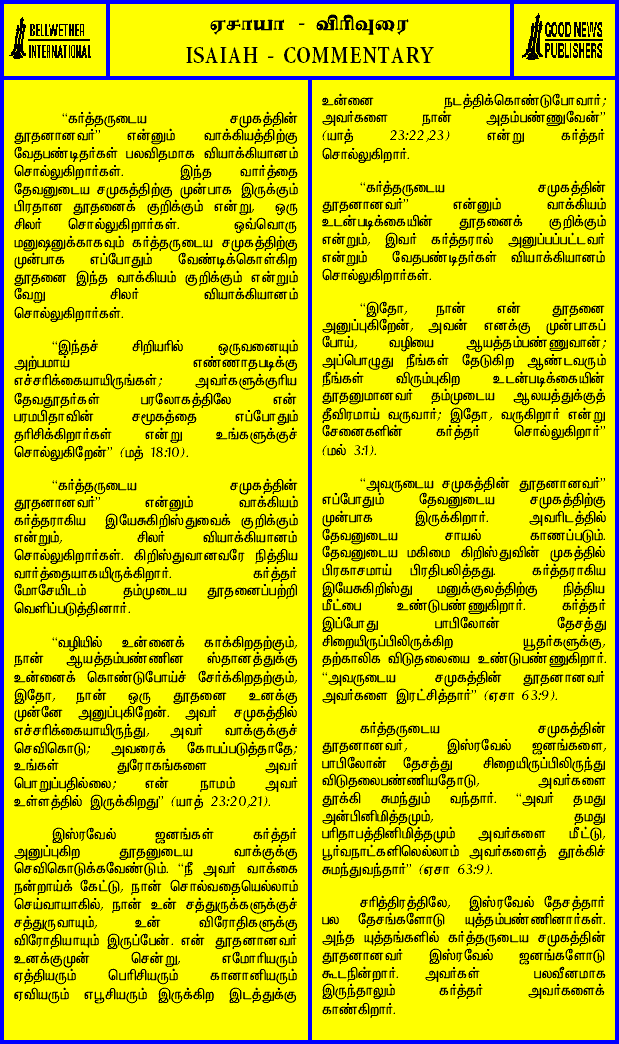 BELLWETHER
INTERNATIONAL
ஏசாயா - விரிவுரை
ISAIAH - COMMENTARY
GOOD NEWS
PUBLISHERS
“கர்த்தருடைய சமுகத்தின்
தூதனானவர்” என்னும் வாக்கியத்திற்கு
வேதபண்டிதர்கள் பலவிதமாக வியாக்கியானம்
சொல்லுகிறார்கள். இந்த வார்த்தை
தேவனுடைய சமுகத்திற்கு முன்பாக இருக்கும்
பிரதான தூதனைக் குறிக்கும் என்று, ஒரு
சிலர் சொல்லுகிறார்கள். ஒவ்வொரு
மனுஷனுக்காகவும் கர்த்தருடைய சமுகத்திற்கு
முன்பாக எப்போதும் வேண்டிக்கொள்கிற
தூதனை இந்த வாக்கியம் குறிக்கும் என்றும்
வேறு சிலர் வியாக்கியானம்
சொல்லுகிறார்கள்.
“இந்தச் சிறியரில் ஒருவனையும்
அற்பமாய் எண்ணாதபடிக்கு
எச்சரிக்கையாயிருங்கள்; அவர்களுக்குரிய
தேவதூதர்கள் பரலோகத்திலே என்
பரமபிதாவின் சமூகத்தை எப்போதும்
தரிசிக்கிறார்கள் என்று உங்களுக்குச்
சொல்லுகிறேன்” (மத் 18:10).
“கர்த்தருடைய சமுகத்தின்
தூதனானவர்” என்னும் வாக்கியம்
கர்த்தராகிய இயேசுகிறிஸ்துவைக் குறிக்கும்
என்றும், சிலர் வியாக்கியானம்
சொல்லுகிறார்கள். கிறிஸ்துவானவரே நித்திய
வார்த்தையாகயிருக்கிறார். கர்த்தர்
மோசேயிடம் தம்முடைய தூதனைப்பற்றி
வெளிப்படுத்தினார்.
“வழியில் உன்னைக் காக்கிறதற்கும்,
நான் ஆயத்தம்பண்ணின ஸ்தானத்துக்கு
உன்னைக் கொண்டுபோய்ச் சேர்க்கிறதற்கும்,
இதோ, நான் ஒரு தூதனை உனக்கு
முன்னே அனுப்புகிறேன். அவர் சமுகத்தில்
எச்சரிக்கையாயிருந்து, அவர் வாக்குக்குச்
செவிகொடு; அவரைக் கோபப்படுத்தாதே;
உங்கள் துரோகங்களை அவர்
பொறுப்பதில்லை; என் நாமம் அவர்
உள்ளத்தில் இருக்கிறது” (யாத் 23:20,21).
இஸ்ரவேல் ஜனங்கள் கர்த்தர்
அனுப்புகிற தூதனுடைய வாக்குக்கு
செவிகொடுக்கவேண்டும். “நீ அவர் வாக்கை
நன்றாய்க் கேட்டு, நான் சொல்வதையெல்லாம்
செய்வாயாகில், நான் உன் சத்துருக்களுக்குச்
சத்துருவாயும், உன் விரோதிகளுக்கு
விரோதியாயும் இருப்பேன். என் தூதனானவர்
உனக்குமுன் சென்று, எமோரியரும்
ஏத்தியரும் பெரிசியரும் கானானியரும்
ஏவியரும் எபூசியரும் இருக்கிற இடத்துக்கு
உன்னை நடத்திக்கொண்டுபோவார்;
அவர்களை நான் அதம்பண்ணுவேன்”
(யாத் 23:22,23) என்று கர்த்தர்
சொல்லுகிறார்.
“கர்த்தருடைய சமுகத்தின்
தூதனானவர்” என்னும் வாக்கியம்
உடன்படிக்கையின் தூதனைக் குறிக்கும்
என்றும், இவர் கர்த்தரால் அனுப்பப்பட்டவர்
என்றும் வேதபண்டிதர்கள் வியாக்கியானம்
சொல்லுகிறார்கள்.
“இதோ, நான் என் தூதனை
அனுப்புகிறேன், அவன் எனக்கு முன்பாகப்
போய், வழியை ஆயத்தம்பண்ணுவான்;
அப்பொழுது நீங்கள் தேடுகிற ஆண்டவரும்
நீங்கள் விரும்புகிற உடன்படிக்கையின்
தூதனுமானவர் தம்முடைய ஆலயத்துக்குத்
தீவிரமாய் வருவார்; இதோ, வருகிறார் என்று
சேனைகளின் கர்த்தர் சொல்லுகிறார்”
(மல் 3:1).
“அவருடைய சமுகத்தின் தூதனானவர்”
எப்போதும் தேவனுடைய சமுகத்திற்கு
முன்பாக இருக்கிறார். அவரிடத்தில்
தேவனுடைய சாயல் காணப்படும்.
தேவனுடைய மகிமை கிறிஸ்துவின் முகத்தில்
பிரகாசமாய் பிரதிபலித்தது. கர்த்தராகிய
இயேசுகிறிஸ்து மனுக்குலத்திற்கு நித்திய
மீட்பை உண்டுபண்ணுகிறார். கர்த்தர்
இப்போது பாபிலோன் தேசத்து
சிறையிருப்பிலிருக்கிற யூதர்களுக்கு,
தற்காலிக விடுதலையை உண்டுபண்ணுகிறார்.
“அவருடைய சமுகத்தின் தூதனானவர்
அவர்களை இரட்சித்தார்” (ஏசா 63:9).
கர்த்தருடைய சமுகத்தின்
தூதனானவர், இஸ்ரவேல் ஜனங்களை,
பாபிலோன் தேசத்து சிறையிருப்பிலிருந்து
விடுதலைபண்ணியதோடு, அவர்களை
தூக்கி சுமந்தும் வந்தார். “அவர் தமது
அன்பினிமித்தமும், தமது
பரிதாபத்தினிமித்தமும் அவர்களை மீட்டு,
பூர்வநாட்களிலெல்லாம் அவர்களைத் தூக்கிச்
சுமந்துவந்தார்” (ஏசா 63:9).
சரித்திரத்திலே, இஸ்ரவேல் தேசத்தார்
பல தேசங்களோடு யுத்தம்பண்ணினார்கள்.
அந்த யுத்தங்களில் கர்த்தருடைய சமுகத்தின்
தூதனானவர் இஸ்ரவேல் ஜனங்களோடு
கூடநின்றார். அவர்கள் பலவீனமாக
இருந்தாலும் கர்த்தர் அவர்களைக்
காண்கிறார்.